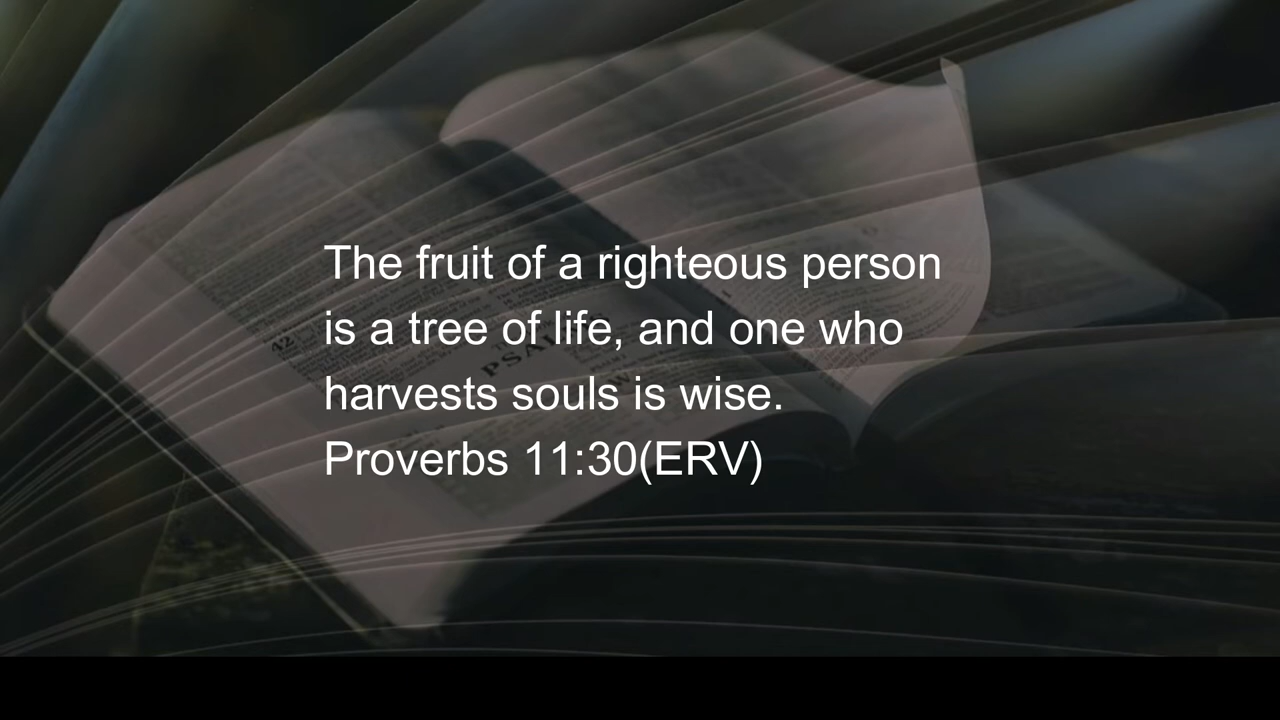 The fruit of a righteous person
is a tree of life, and one who
harvests souls is wise.
Proverbs 11:30(ERV)
42